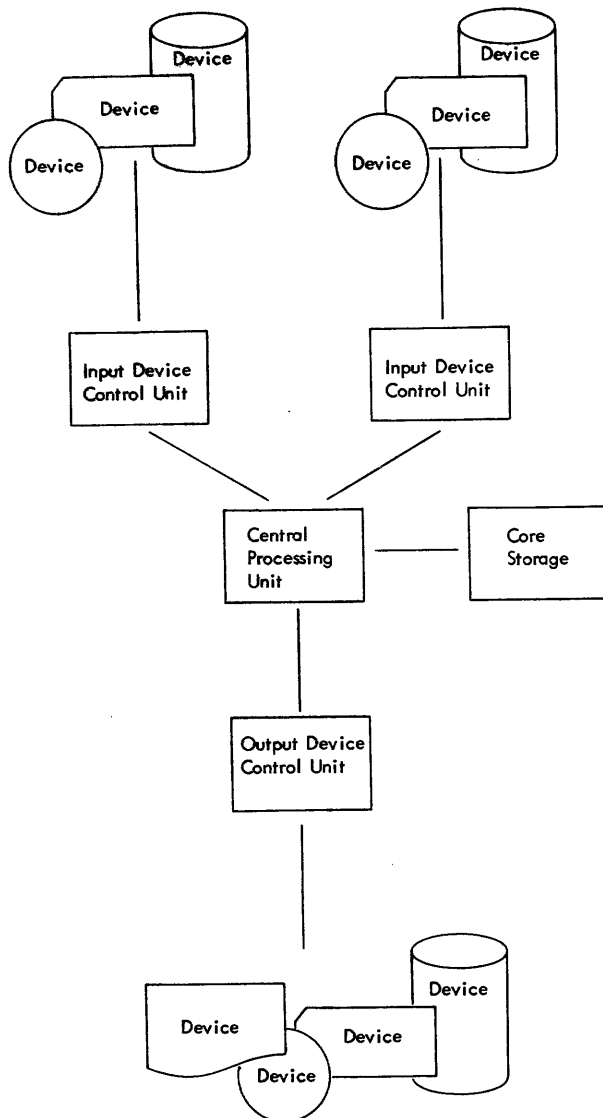 Device
Device
Device
Device
Device
Device
Input Device
Control Unit
Input Device
Control Unit
Central
Processing
Unit
Core
Storage
Output Device
Control Unit
Device
Device
Device
Device